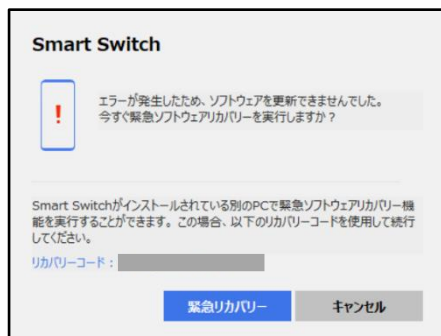 Smart Switch
!
エラーが発生したため、ソフトウェアを更新できませんでした。
今すぐ緊急ソフトウェアリカバリーを実行しますか？
Smart Switchがインストールされている別のPCで緊急ソフトウェアリカバリー機
能を実行することができます。この場合、以下のリカバリーコードを使用して続行
してください。
リカバリーコード：
緊急リカバリー
キャンセル